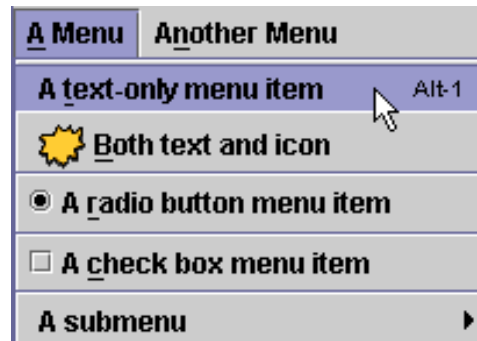 A Menu Another Menu
A text-only menu item Alt-1
Both text and icon
A radio button menu item
A check box menu item
A submenu